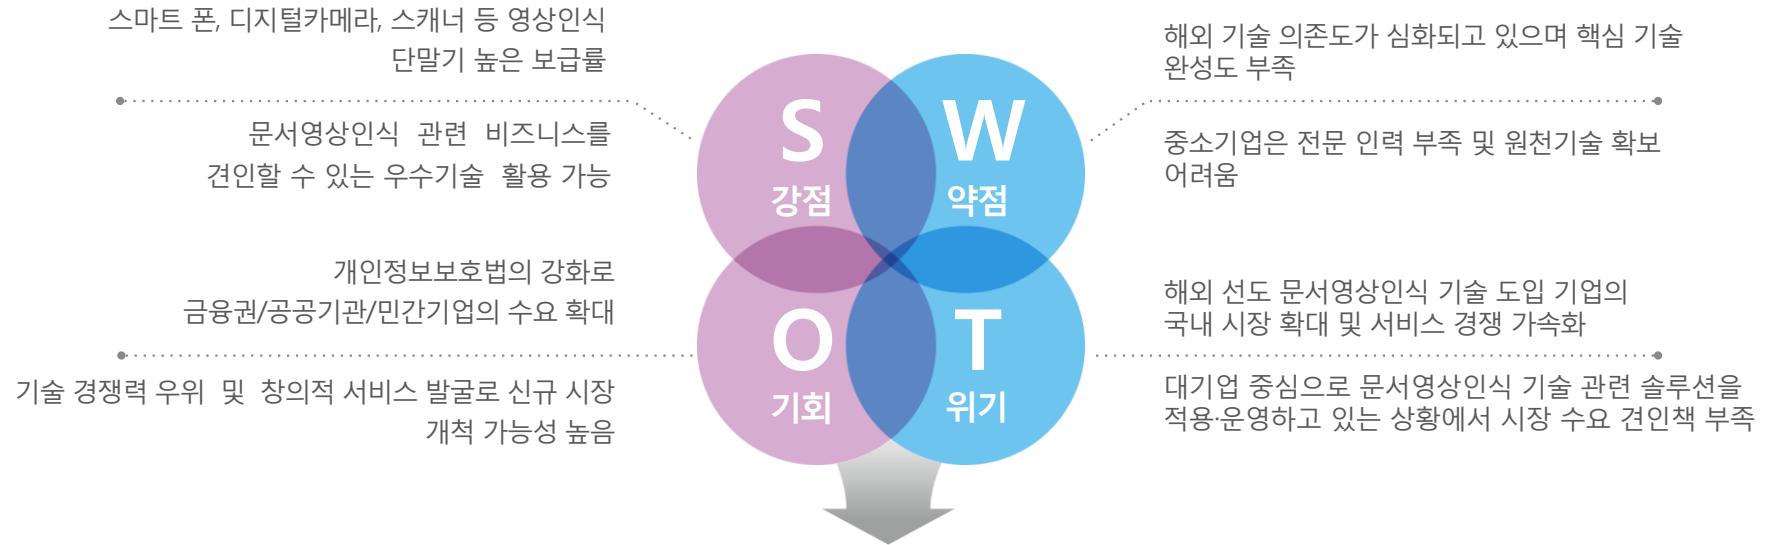 스마트 폰, 디지털카메라, 스캐너 등 영상인식
단말기 높은 보급률
문서영상인식 관련 비즈니스를
견인할 수 있는 우수기술 활용 가능
S
강점
W
약점
해외 기술 의존도가 심화되고 있으며 핵심 기술
완성도 부족
중소기업은 전문 인력 부족 및 원천기술 확보
어려움
개인정보보호법의 강화로
금융권/공공기관/민간기업의 수요 확대
기술 경쟁력 우위 및 창의적 서비스 발굴로 신규 시장
개척 가능성 높음
O
기회
T
위기
해외 선도 문서영상인식 기술 도입 기업의
국내 시장 확대 및 서비스 경쟁 가속화
대기업 중심으로 문서영상인식 기술 관련 솔루션을
적용·운영하고 있는 상황에서 시장 수요 견인책 부족